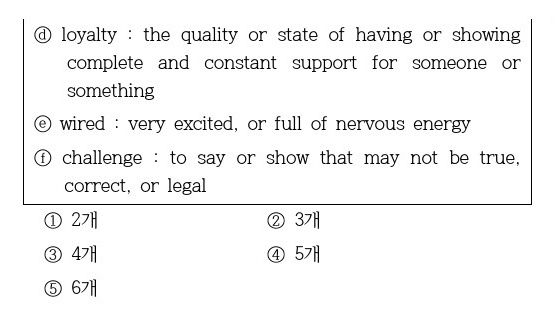 ⓓ loyalty : the quality or state of having or showing
complete and constant support for someone or
something
ⓔ wired : very excited, or full of nervous energy
ⓕ challenge : to say or show that may not be true,
correct, or legal
① 2개 ② 3개
③ 4개 ④ 5개
⑤ 6개